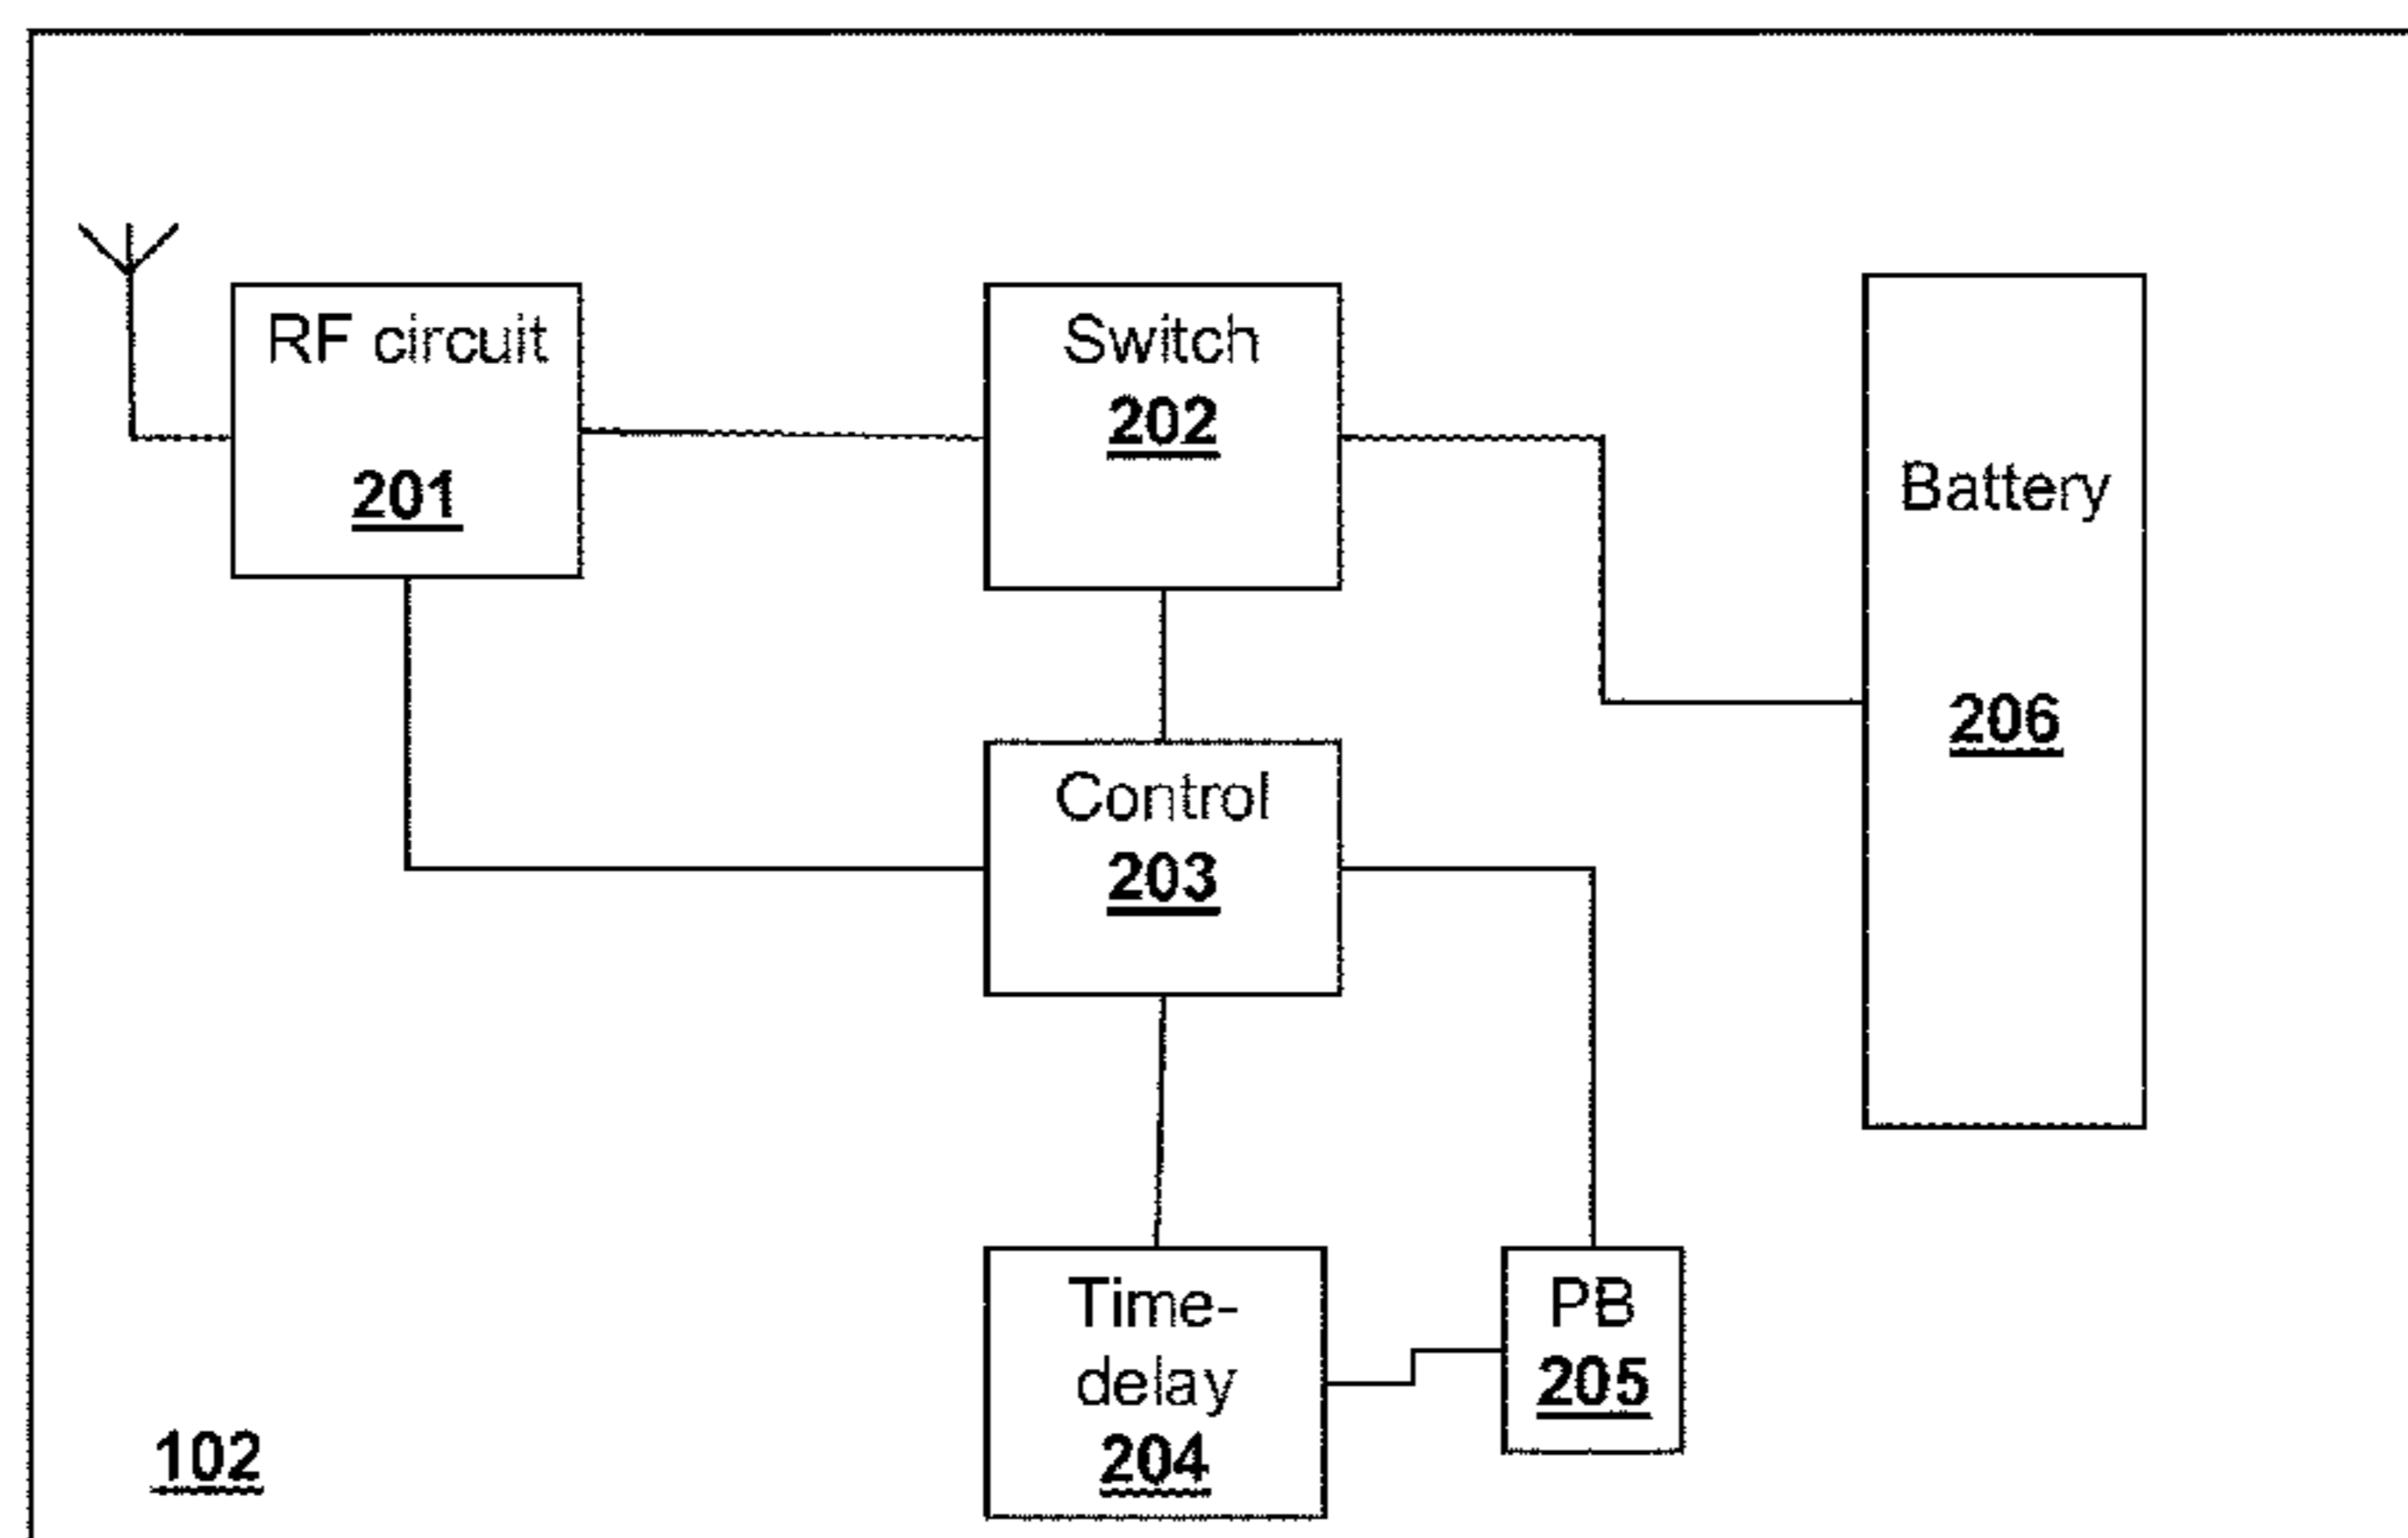 RF circuit
201
Switch
202
Battery
206
Control
203
Time-
delay
204
PB
205
102